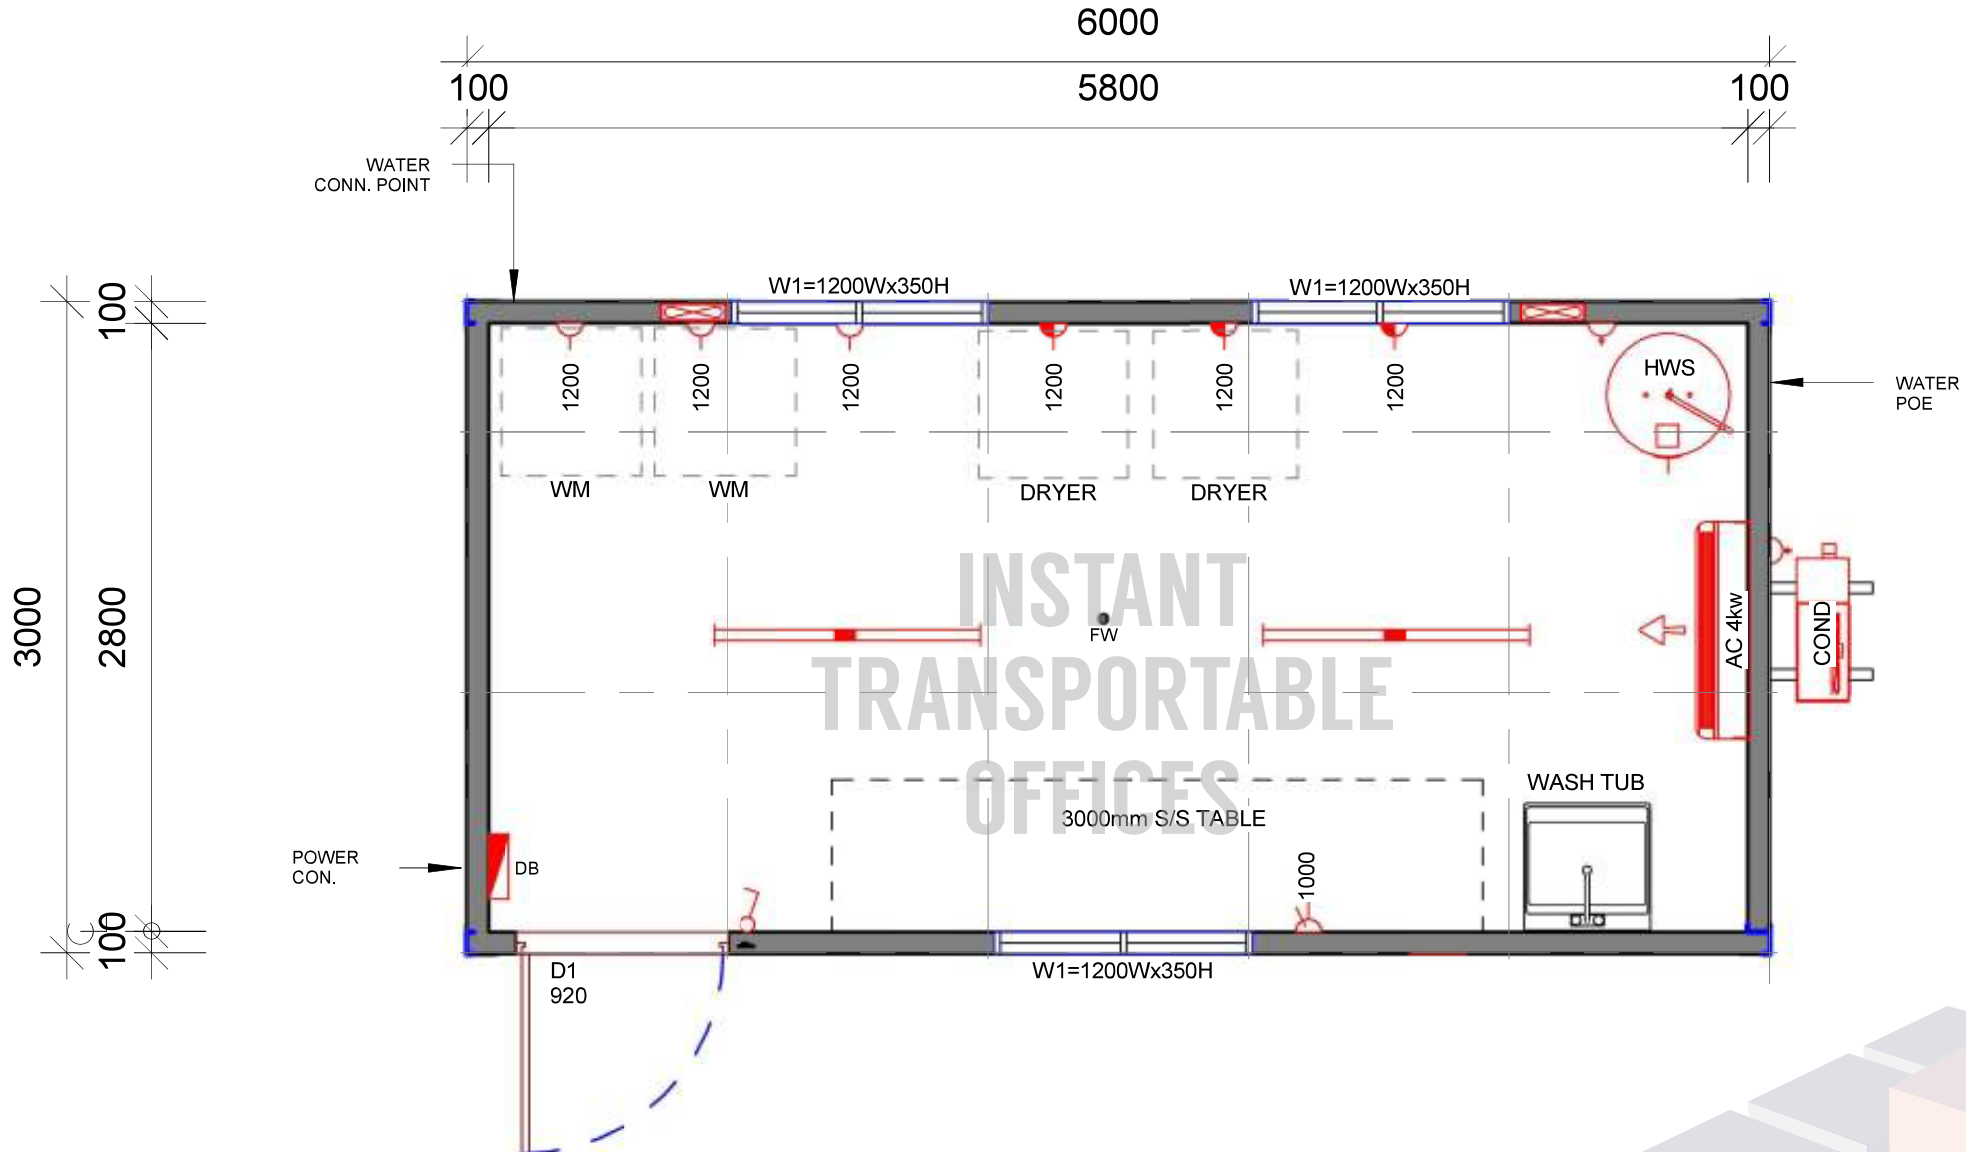 6000
100
5800
100
WATER
CONN. POINT
W1=1200Wx350H
W1=1200Wx350H
100
1200
1200
1200
1200
1200
1200
HWS
WATER
POE
WM
WM
DRYER
DRYER
INSTANT
TRANSPORTABLE
OFFICES
3000
2800
FW
AC 4kw
COND
WASH TUB
3000mm S/S TABLE
POWER
CON.
DB
1000
100
D1
920
W1=1200Wx350H